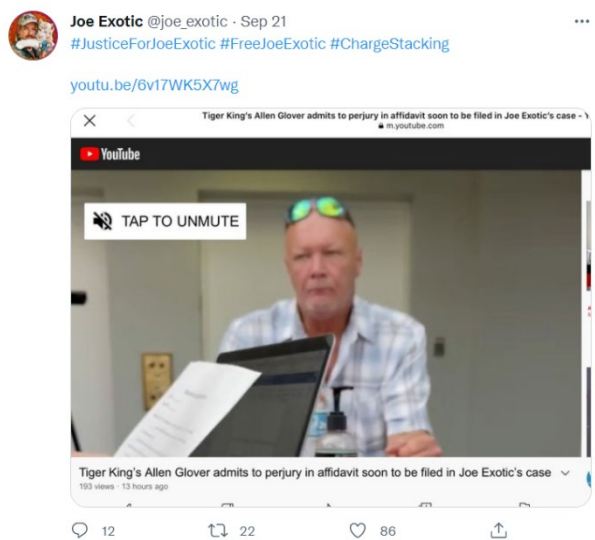 Joe Exotic @joe_exotic · Sep 21
#JusticeForJoeExotic #FreeJoeExotic #ChargeStacking
youtu.be/6v17WK5X7wg
Tiger King's Allen Glover admits to perjury in affidavit soon to be filed in Joe Exotic's case -
m.youtube.com
YouTube
TAP TO UNMUTE
Tiger King's Allen Glover admits to perjury in affidavit soon to be filed in Joe Exotic's case
193 views · 13 hours ago
12 22 86